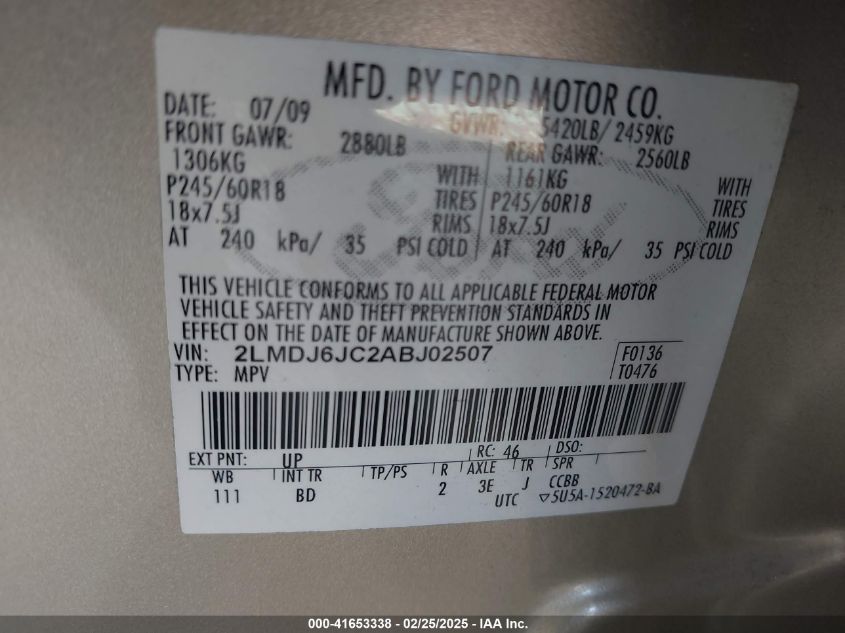 MFD. BY FORD MOTOR CO.
DATE: 07/09 GVWR: 5420LB/ 2459KG
FRONT GAWR: 2880LB REAR GAWR: 2560LB
1306KG WITH 1161KG WITH
P245/60R18 TIRES P245/60R18 TIRES
18x7.5J RIMS 18x7.5J RIMS
AT 240 kPa/ 35 PSI COLD AT 240 kPa/ 35 PSI COLD
THIS VEHICLE CONFORMS TO ALL APPLICABLE FEDERAL MOTOR
VEHICLE SAFETY AND THEFT PREVENTION STANDARDS IN
EFFECT ON THE DATE OF MANUFACTURE SHOWN ABOVE.
VIN: 2LMDJ6JC2ABJ02507 F0136
TYPE: MPV T0476
EXT PNT: UP RC: 46 DSO:
WB INT TR TP/PS R AXLE TR SPR
111 BD 2 3E J CCBB
UTC ▽5U5A-1520472-BA
000-41653338 - 02/25/2025 - IAA Inc.